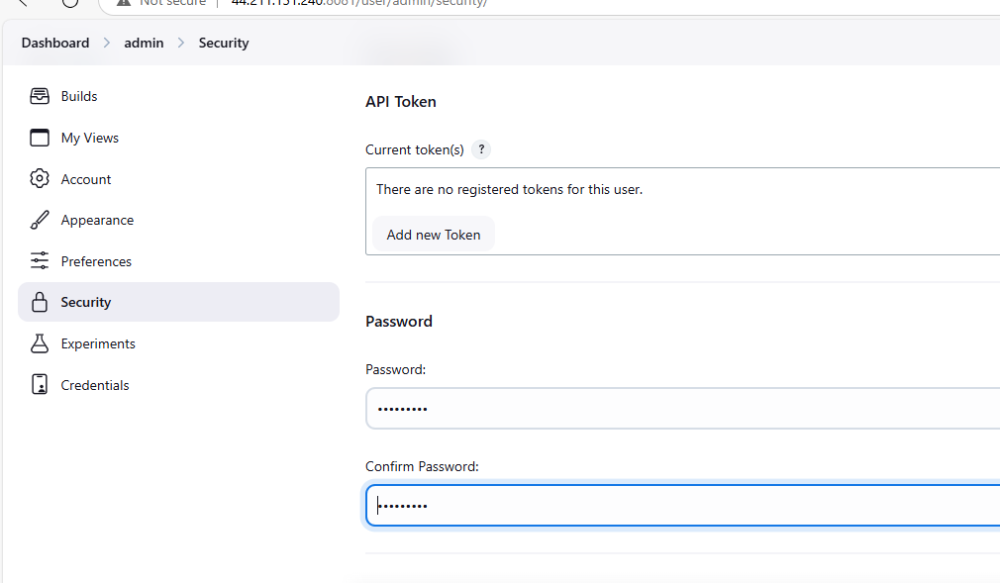 Not secure 44.211.151.240:8081/user/admin/security/
Dashboard > admin > Security
Builds
My Views
Account
Appearance
Preferences
Security
Experiments
Credentials
API Token
Current token(s) ?
There are no registered tokens for this user.
Add new Token
Password
Password:
•••••••••
Confirm Password:
•••••••••